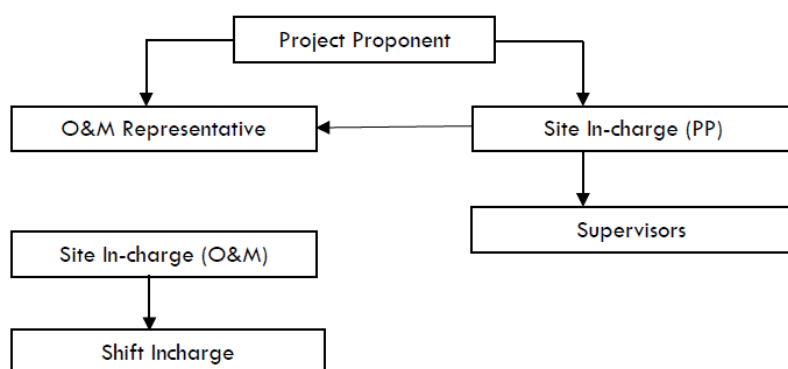 Project Proponent
O&M Representative
Site In-charge (PP)
Supervisors
Site In-charge (O&M)
Shift Incharge